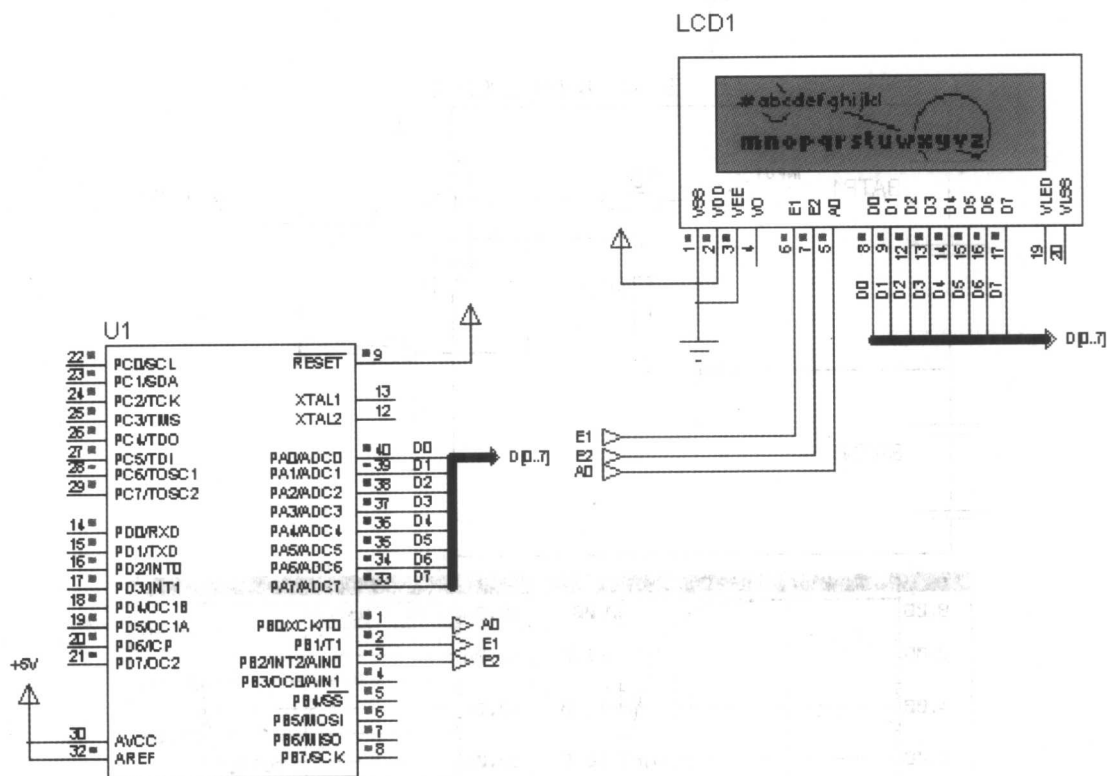 LCD1
#abcdefghijkl
mnopqrstuwxyvz
VSS VDD VEE VO E1 E2 A0 D0 D1 D2 D3 D4 D5 D6 D7 VLED VLSS
1 2 3 4 6 7 5 8 9 12 13 14 15 16 17 19 20
D0 D1 D2 D3 D4 D5 D6 D7
D[0..7]
E1
E2
A0
U1
22 PC0/SCL
23 PC1/SDA
24 PC2/TCK
25 PC3/TMS
26 PC4/TDO
27 PC5/TDI
28 PC6/TOSC1
29 PC7/TOSC2
14 PD0/RXD
15 PD1/TXD
16 PD2/INT0
17 PD3/INT1
18 PD4/OC1B
19 PD5/OC1A
20 PD6/ICP
21 PD7/OC2
+5V
30 AVCC
32 AREF
RESET 9
XTAL1 13
XTAL2 12
PA0/ADC0 40 D0
PA1/ADC1 39 D1
PA2/ADC2 38 D2
PA3/ADC3 37 D3
PA4/ADC4 36 D4
PA5/ADC5 35 D5
PA6/ADC6 34 D6
PA7/ADC7 33 D7
D[0..7]
PB0/XCK/T0 1 A0
PB1/T1 2 E1
PB2/INT2/AIN0 3 E2
PB3/OC0/AIN1 4
PB4/SS 5
PB5/MOSI 6
PB6/MISO 7
PB7/SCK 8